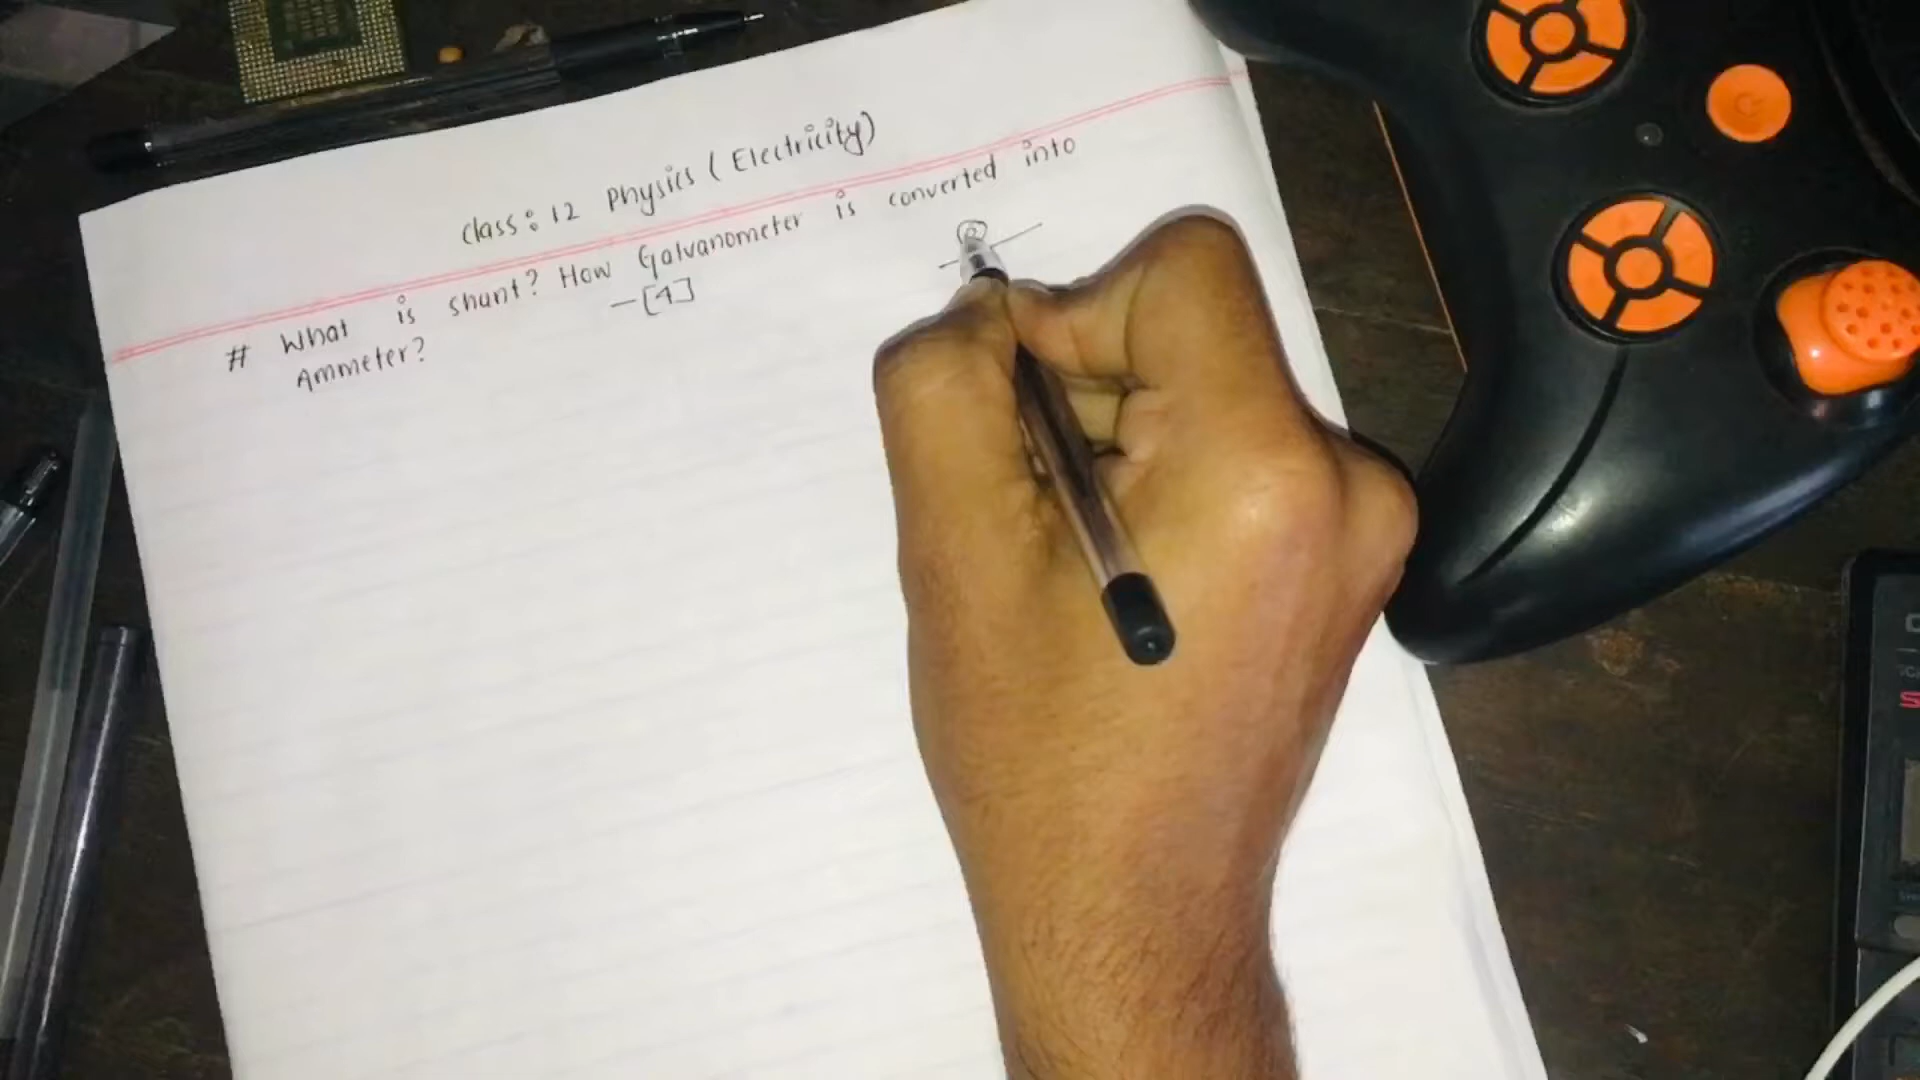 Class: 12 Physics (Electricity)
# What is shunt? How Galvanometer is converted into
Ammeter? -[4]